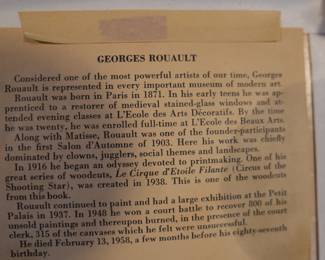 GEORGES ROUAULT
Considered one of the most powerful artists of our time, Georges
Rouault is represented in every important museum of modern art.
Rouault was born in Paris in 1871. In his early teens he was ap-
prenticed to a restorer of medieval stained-glass windows and at-
tended evening classes at L'Ecole des Arts Décoratifs. By the time
he was twenty, he was enrolled full-time at L'Ecole des Beaux Arts.
Along with Matisse, Rouault was one of the founder-participants
in the first Salon d'Automne of 1903. Here his work was chiefly
dominated by clowns, jugglers, social themes and landscapes.
In 1916 he began an odyssey devoted to printmaking. One of his
great series of woodcuts, Le Cirque d'Etoile Filante (Circus of the
Shooting Star), was created in 1938. This is one of the woodcuts
from this book.
Rouault continued to paint and had a large exhibition at the Petit
Palais in 1937. In 1948 he won a court battle to recover 800 of his
unsold paintings and thereupon burned, in the presence of the court
clerk, 315 of the canvases which he felt were unsuccessful.
He died February 13, 1958, a few months before his eighty-seventh
birthday.